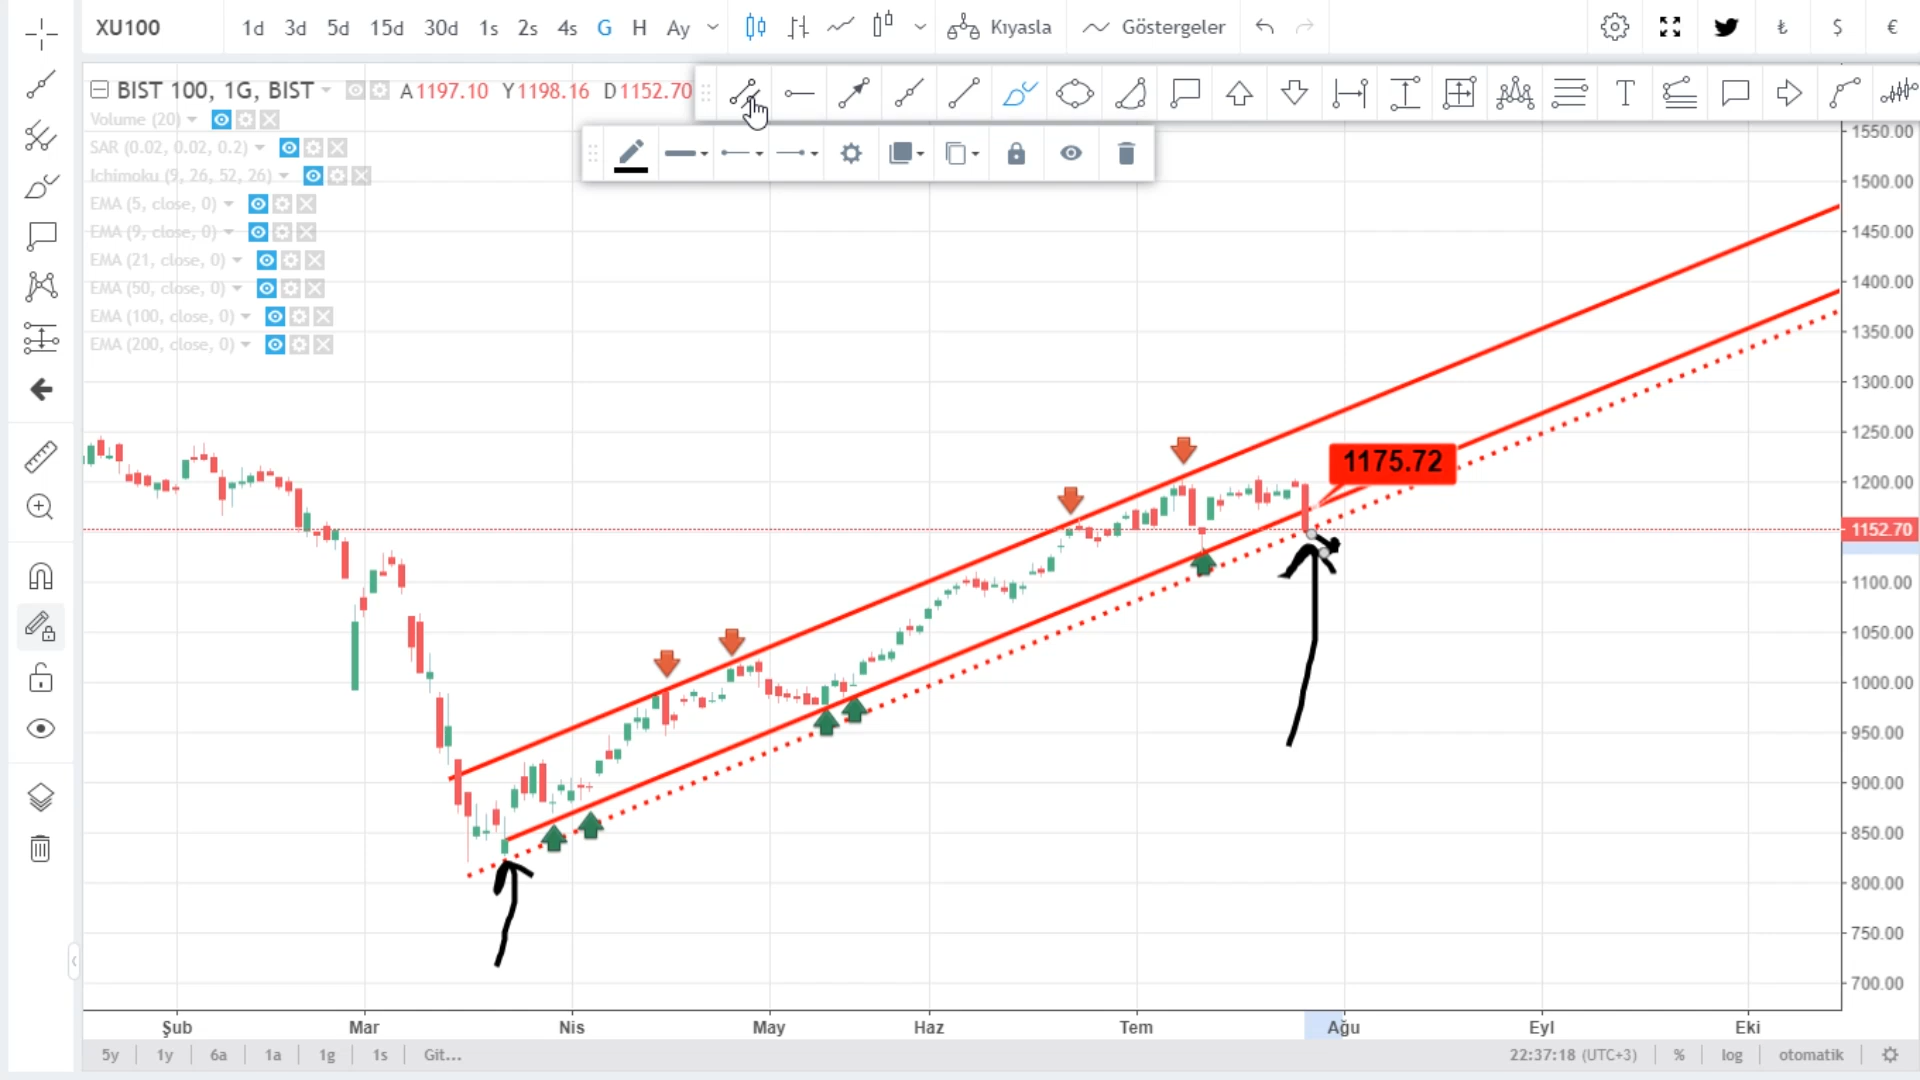 XU100 1d 3d 5d 15d 30d 1s 2s 4s G H Ay Kıyasla Göstergeler ₺ $ €
BIST 100, 1G, BIST A1197.10 Y1198.16 D1152.70 T
Volume (20)
SAR (0.02, 0.02, 0.2)
Ichimoku (9, 26, 52, 26)
EMA (5, close, 0)
EMA (9, close, 0)
EMA (21, close, 0)
EMA (50, close, 0)
EMA (100, close, 0)
EMA (200, close, 0)
1550.00
1500.00
1450.00
1400.00
1350.00
1300.00
1250.00
1175.72
1200.00
1152.70
1100.00
1050.00
1000.00
950.00
900.00
850.00
800.00
750.00
700.00
Şub Mar Nis May Haz Tem Ağu Eyl Eki
5y 1y 6a 1a 1g 1s Git... 22:37:18 (UTC+3) % log otomatik